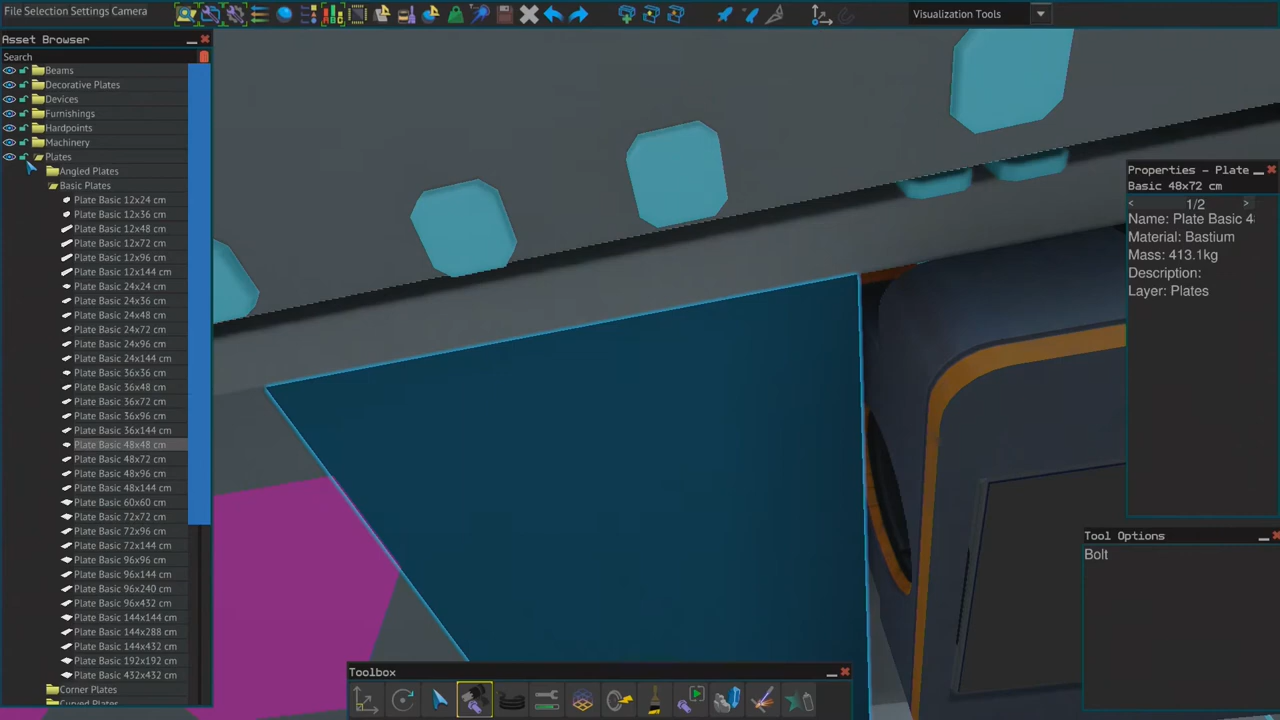 File Selection Settings Camera
Visualization Tools
Asset Browser
Search
Beams
Decorative Plates
Devices
Furnishings
Hardpoints
Machinery
Plates
Angled Plates
Basic Plates
Plate Basic 12x24 cm
Plate Basic 12x36 cm
Plate Basic 12x48 cm
Plate Basic 12x72 cm
Plate Basic 12x96 cm
Plate Basic 12x144 cm
Plate Basic 24x24 cm
Plate Basic 24x36 cm
Plate Basic 24x48 cm
Plate Basic 24x72 cm
Plate Basic 24x96 cm
Plate Basic 24x144 cm
Plate Basic 36x36 cm
Plate Basic 36x48 cm
Plate Basic 36x72 cm
Plate Basic 36x96 cm
Plate Basic 36x144 cm
Plate Basic 48x48 cm
Plate Basic 48x72 cm
Plate Basic 48x96 cm
Plate Basic 48x144 cm
Plate Basic 60x60 cm
Plate Basic 72x72 cm
Plate Basic 72x96 cm
Plate Basic 72x144 cm
Plate Basic 96x96 cm
Plate Basic 96x144 cm
Plate Basic 96x240 cm
Plate Basic 96x432 cm
Plate Basic 144x144 cm
Plate Basic 144x288 cm
Plate Basic 144x432 cm
Plate Basic 192x192 cm
Plate Basic 432x432 cm
Corner Plates
Curved Plates
Properties - Plate
Basic 48x72 cm
< 1/2 >
Name: Plate Basic 4
Material: Bastium
Mass: 413.1kg
Description:
Layer: Plates
Tool Options
Bolt
Toolbox